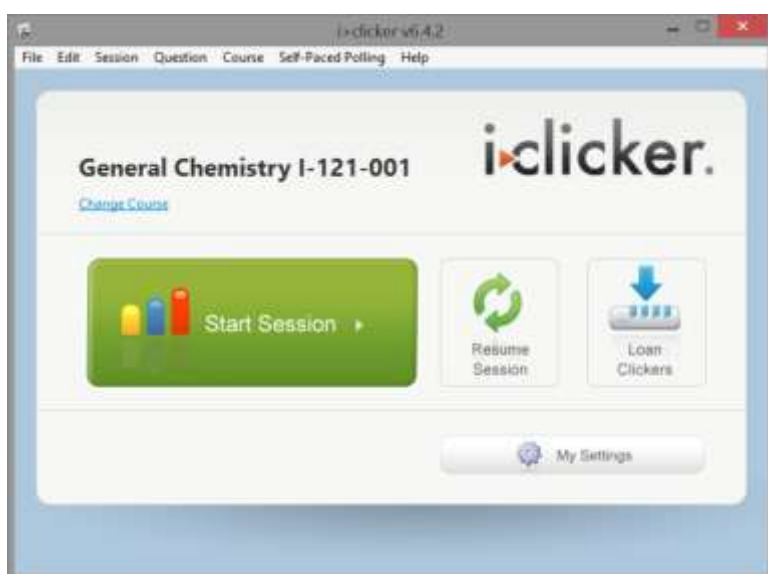 i>clicker v6.4.2
File Edit Session Question Course Self-Paced Polling Help
i>clicker.
General Chemistry I-121-001
Change Course
Start Session
Resume
Session
Loan
Clickers
My Settings